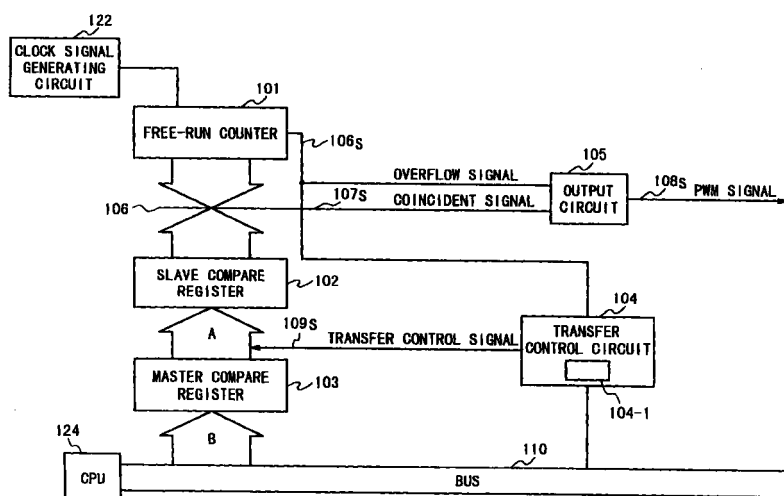 122
CLOCK SIGNAL
GENERATING
CIRCUIT
101
FREE-RUN COUNTER
106S
OVERFLOW SIGNAL
105
OUTPUT
CIRCUIT
108S
PWM SIGNAL
106
107S
COINCIDENT SIGNAL
SLAVE COMPARE
REGISTER
102
A
109S
TRANSFER CONTROL SIGNAL
104
TRANSFER
CONTROL CIRCUIT
104-1
MASTER COMPARE
REGISTER
103
B
124
CPU
110
BUS